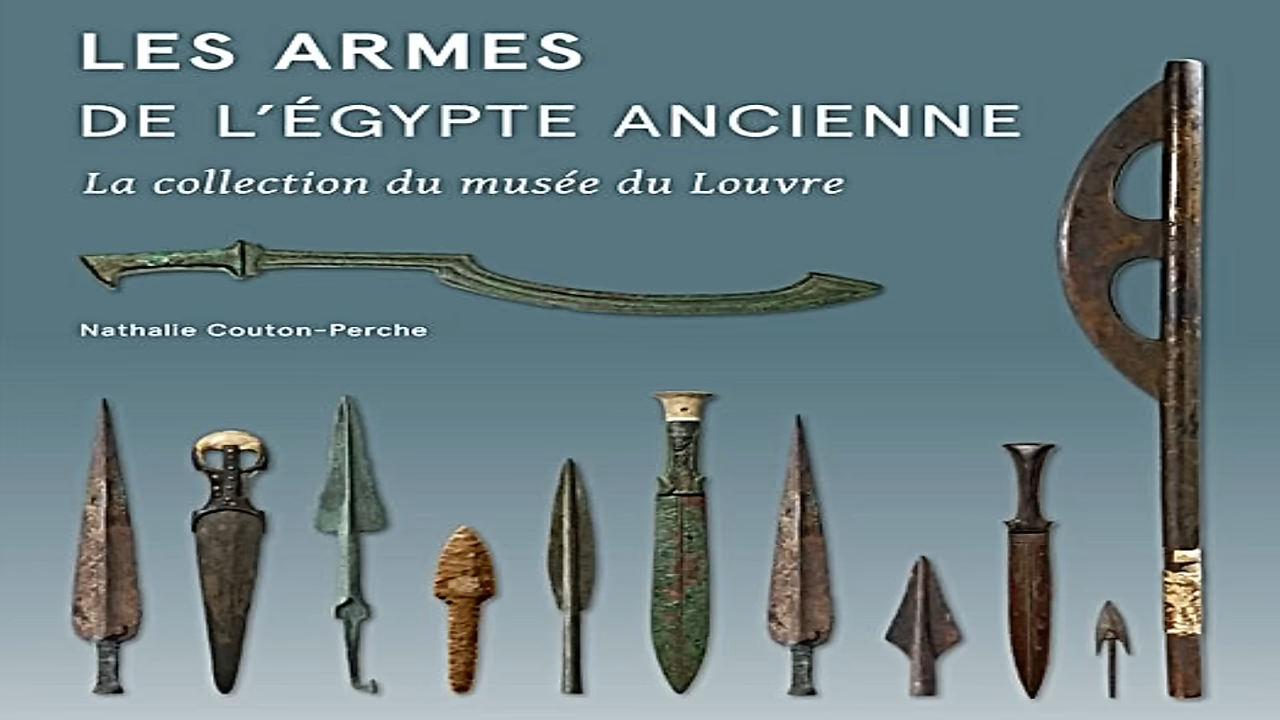 LES ARMES
DE L'ÉGYPTE ANCIENNE
La collection du musée du Louvre
Nathalie Couton-Perche